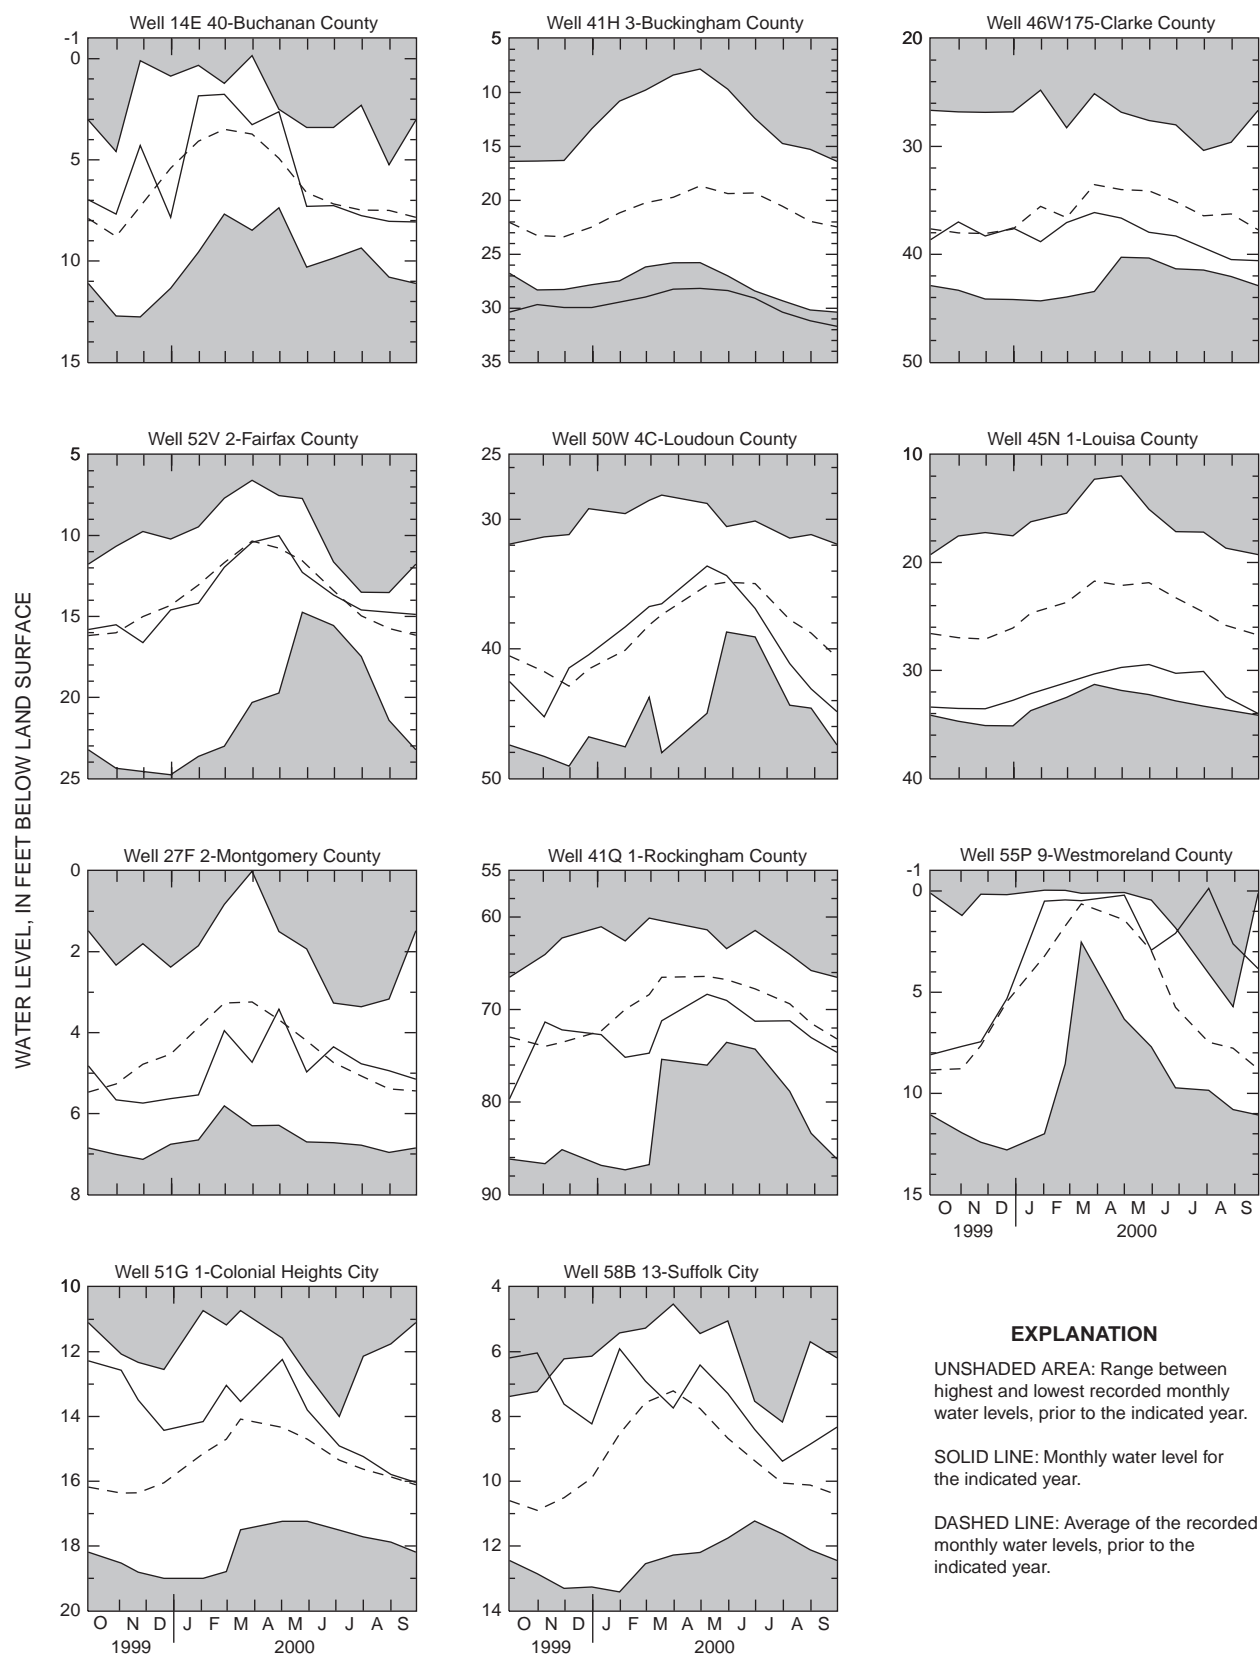 WATER LEVEL, IN FEET BELOW LAND SURFACE
Well 14E 40-Buchanan County
-1
0
5
10
15
Well 41H 3-Buckingham County
5
10
15
20
25
30
35
Well 46W175-Clarke County
20
30
40
50
Well 52V 2-Fairfax County
5
10
15
20
25
Well 50W 4C-Loudoun County
25
30
40
50
Well 45N 1-Louisa County
10
20
30
40
Well 27F 2-Montgomery County
0
2
4
6
8
Well 41Q 1-Rockingham County
55
60
70
80
90
Well 55P 9-Westmoreland County
-1
0
5
10
15
O N D J F M A M J J A S
1999 2000
Well 51G 1-Colonial Heights City
10
12
14
16
18
20
O N D J F M A M J J A S
1999 2000
Well 58B 13-Suffolk City
4
6
8
10
12
14
O N D J F M A M J J A S
1999 2000
EXPLANATION
UNSHADED AREA: Range between
highest and lowest recorded monthly
water levels, prior to the indicated year.
SOLID LINE: Monthly water level for
the indicated year.
DASHED LINE: Average of the recorded
monthly water levels, prior to the
indicated year.